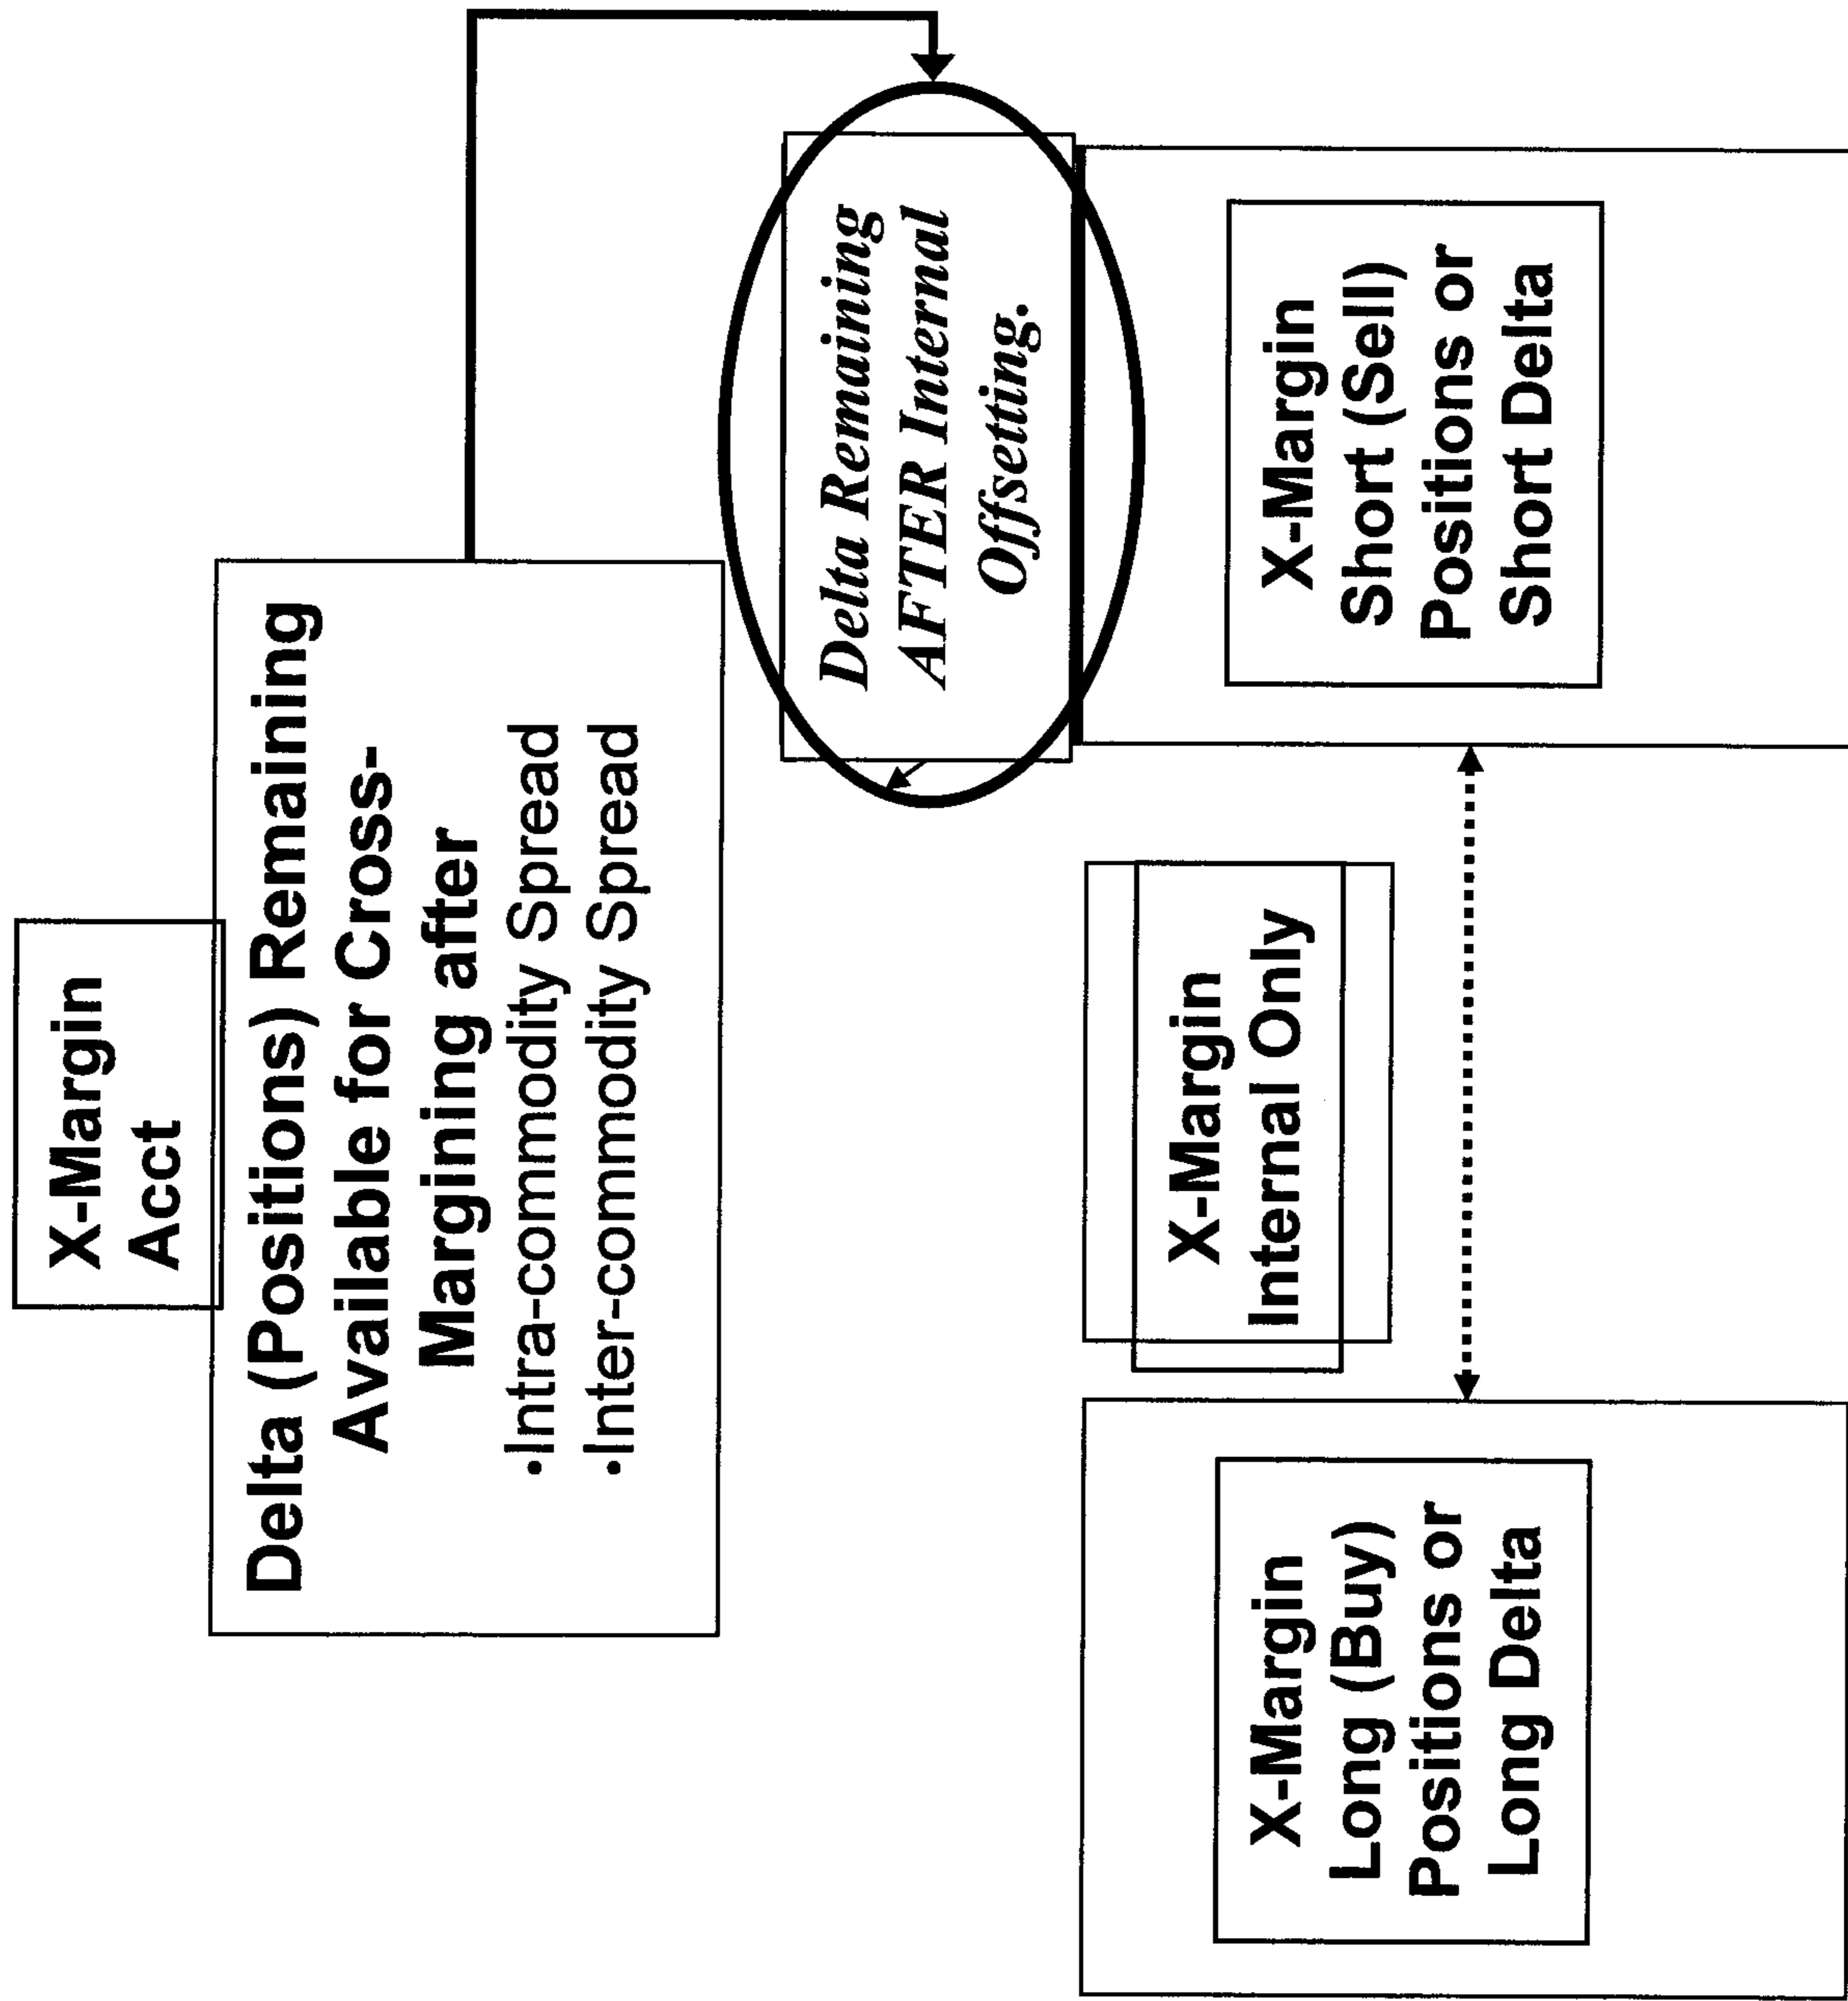 X-Margin
Acct
Delta (Positions) Remaining
Available for Cross-
Margining after
•Intra-commodity Spread
•Inter-commodity Spread
Delta Remaining
AFTER Internal
Offsetting.
X-Margin
Internal Only
X-Margin
Long (Buy)
Positions or
Long Delta
X-Margin
Short (Sell)
Positions or
Short Delta